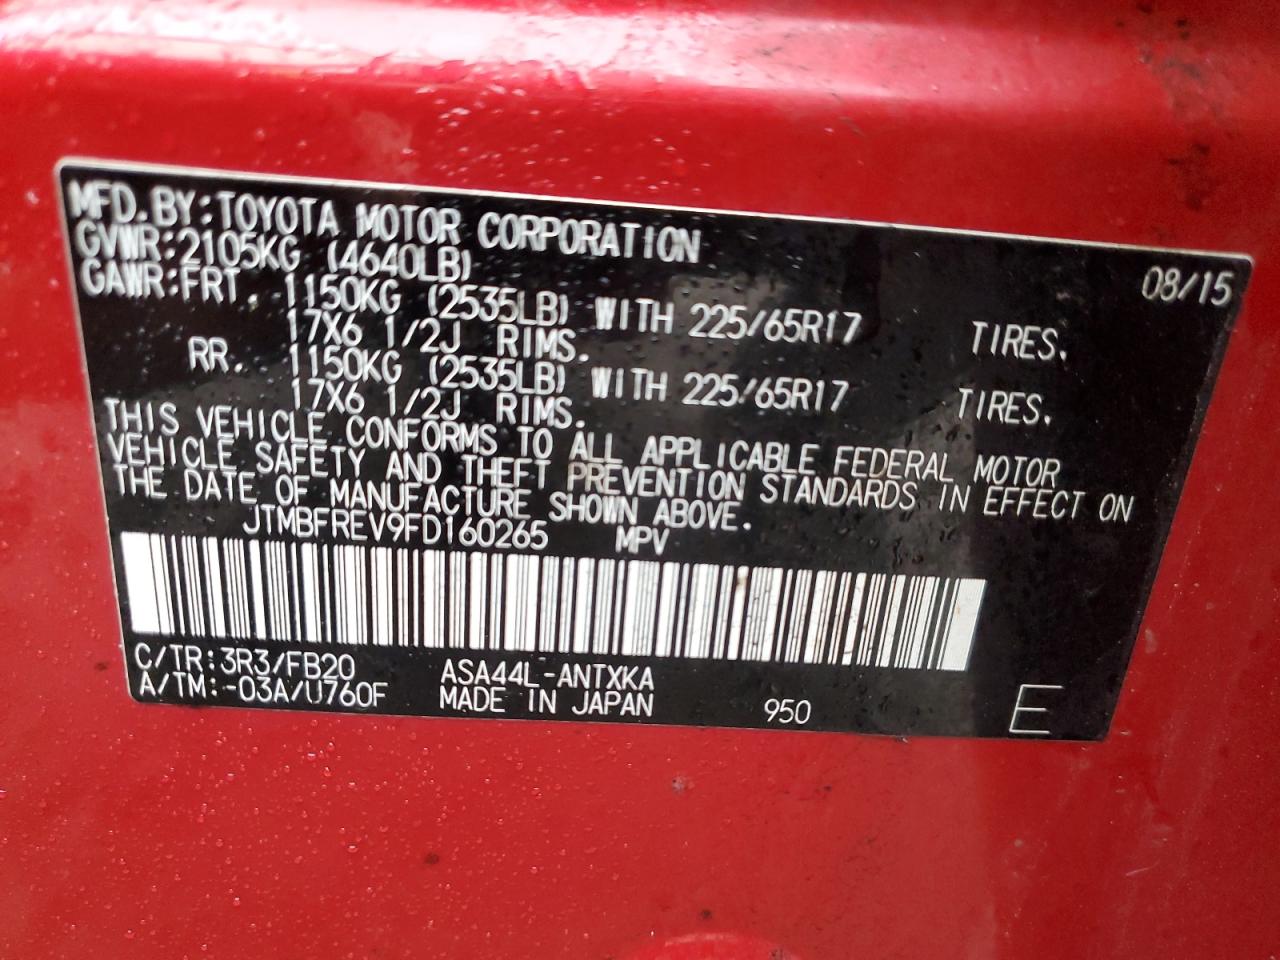 MFD.BY:TOYOTA MOTOR CORPORATION 08/15
GVWR:2105KG (4640LB)
GAWR:FRT. 1150KG (2535LB) WITH 225/65R17 TIRES.
17X6 1/2J RIMS.
RR. 1150KG (2535LB) WITH 225/65R17 TIRES.
17X6 1/2J RIMS.
THIS VEHICLE CONFORMS TO ALL APPLICABLE FEDERAL MOTOR
VEHICLE SAFETY AND THEFT PREVENTION STANDARDS IN EFFECT ON
THE DATE OF MANUFACTURE SHOWN ABOVE.
JTMBFREV9FD160265 MPV
C/TR:3R3/FB20 ASA44L-ANTXKA
A/TM:-03A/U760F MADE IN JAPAN 950 E